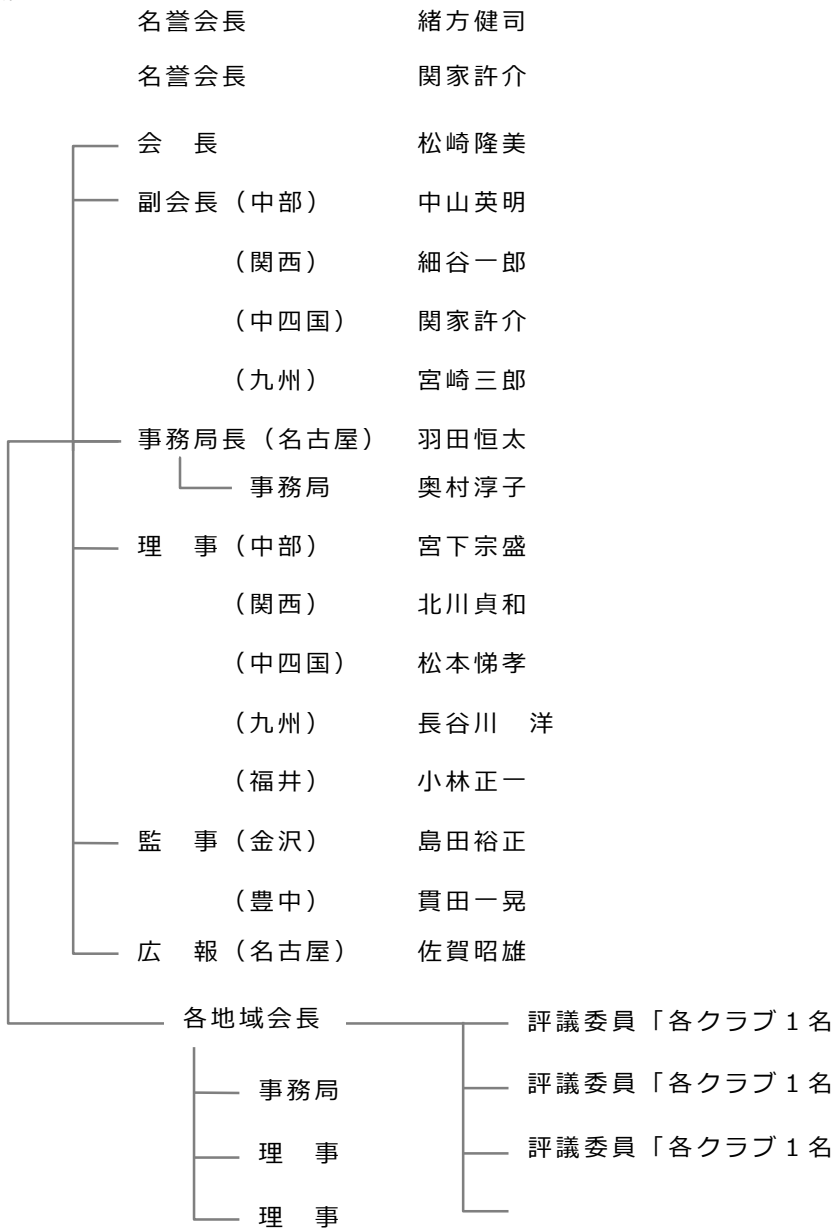 名誉会長　緒方健司
名誉会長　関家許介
会　長　松崎隆美
副会長（中部）　中山英明
（関西）　細谷一郎
（中四国）　関家許介
（九州）　宮崎三郎
事務局長（名古屋）　羽田恒太
事務局　奥村淳子
理　事（中部）　宮下宗盛
（関西）　北川貞和
（中四国）　松本悌孝
（九州）　長谷川　洋
（福井）　小林正一
監　事（金沢）　島田裕正
（豊中）　貫田一晃
広　報（名古屋）　佐賀昭雄
各地域会長　評議委員「各クラブ１名
事務局　評議委員「各クラブ１名
理　事　評議委員「各クラブ１名
理　事